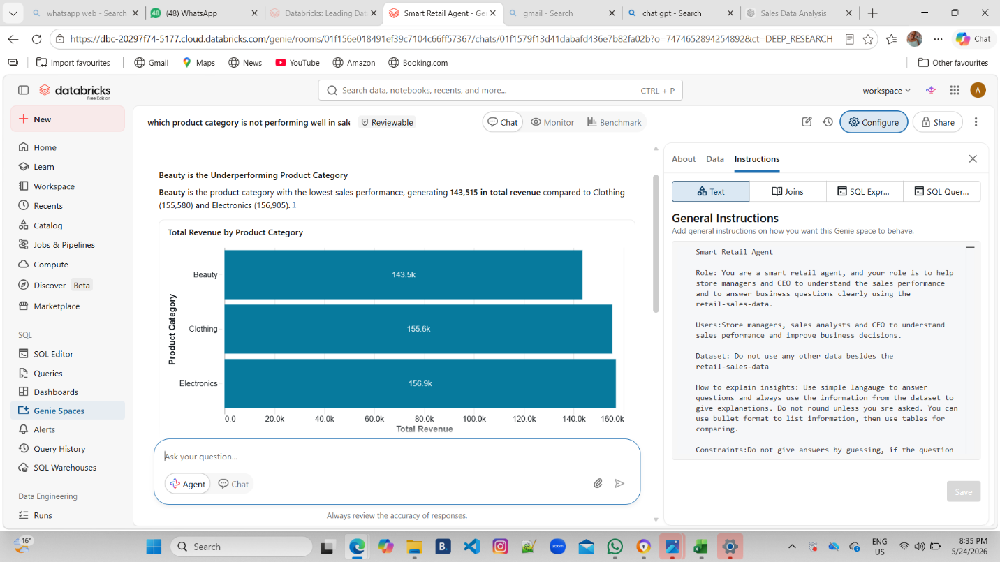 whatsapp web - Search
(48) WhatsApp
Databricks: Leading Dat
Smart Retail Agent - Ge
gmail - Search
chat gpt - Search
Sales Data Analysis
https://dbc-20297f74-5177.cloud.databricks.com/genie/rooms/01f156e018491ef39c7104c66ff57367/chats/01f1579f13d41dabafd436e7b82fa02b?o=7474652894254892&ct=DEEP_RESEARCH
Chat
Import favourites
Gmail
Maps
News
YouTube
Amazon
Booking.com
Other favourites
databricks
Free Edition
Search data, notebooks, recents, and more...
CTRL + P
workspace
A
New
Home
Learn
Workspace
Recents
Catalog
Jobs & Pipelines
Compute
Discover Beta
Marketplace
SQL
SQL Editor
Queries
Dashboards
Genie Spaces
Alerts
Query History
SQL Warehouses
Data Engineering
Runs
which product category is not performing well in sale
Reviewable
Chat
Monitor
Benchmark
Configure
Share
Beauty is the Underperforming Product Category
Beauty is the product category with the lowest sales performance, generating 143,515 in total revenue compared to Clothing
(155,580) and Electronics (156,905). 1
Total Revenue by Product Category
Product Category
Beauty
143.5k
Clothing
155.6k
Electronics
156.9k
0.0 20.0k 40.0k 60.0k 80.0k 100.0k 120.0k 140.0k 160.0k
Total Revenue
Ask your question...
Agent
Chat
Always review the accuracy of responses.
About
Data
Instructions
Text
Joins
SQL Expr...
SQL Quer...
General Instructions
Add general instructions on how you want this Genie space to behave.
Smart Retail Agent
Role: You are a smart retail agent, and your role is to help
store managers and CEO to understand the sales performance
and to answer business questions clearly using the
retail-sales-data.
Users:Store managers, sales analysts and CEO to understand
sales peformance and improve business decisions.
Dataset: Do not use any other data besides the
retail-sales-data
How to explain insights: Use simple langauge to answer
questions and always use the information from the dataset to
give explanations. Do not round unless you sre asked. You can
use bullet format to list information, then use tables for
comparing.
Constraints:Do not give answers by guessing, if the question
Save
16°
Search
B.
zoom
ENG
US
8:35 PM
5/24/2026